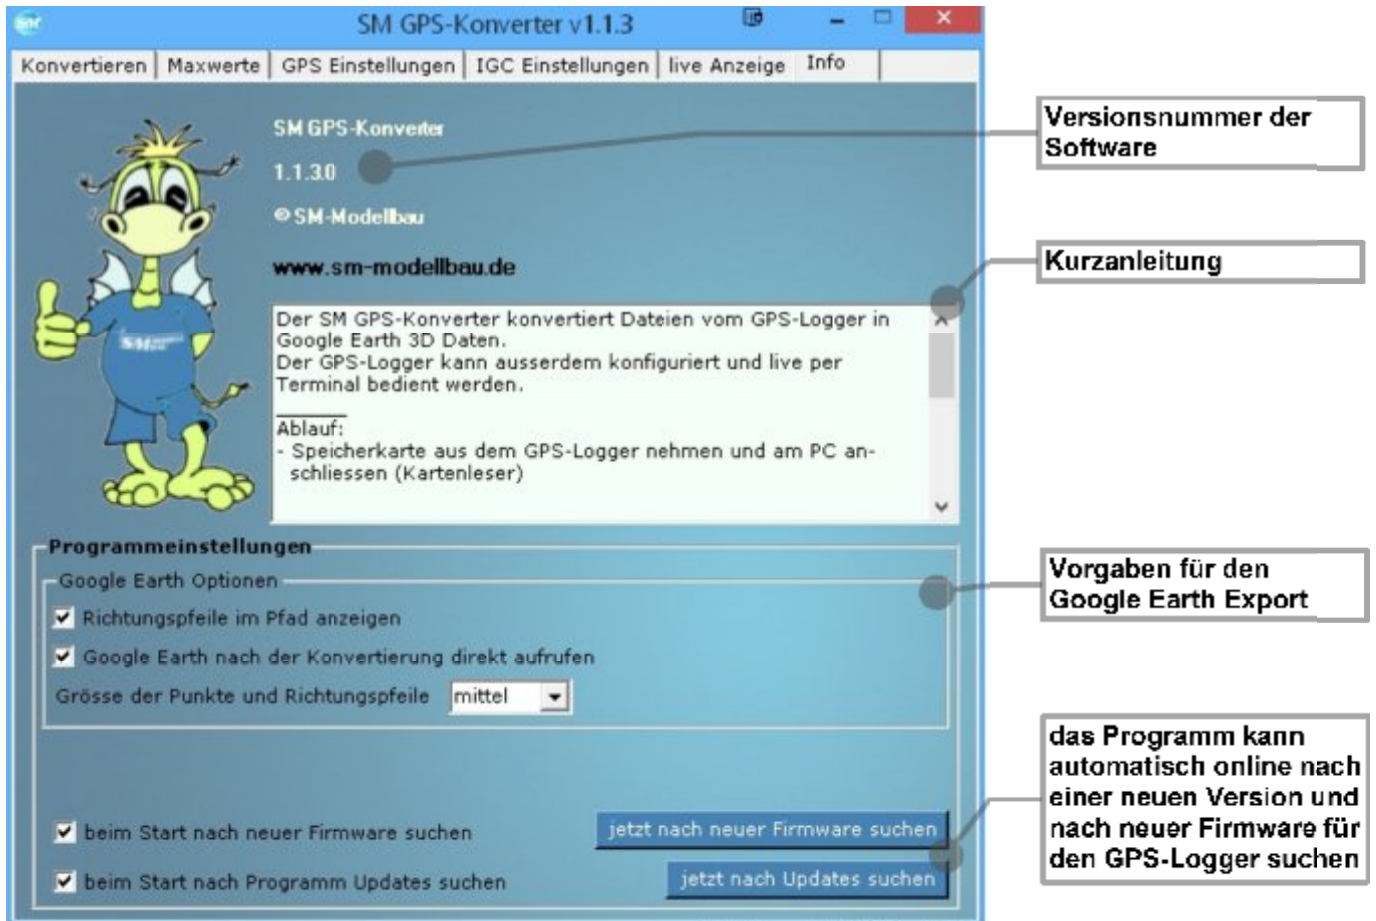 SM GPS-Konverter v1.1.3
Konvertieren Maxwerte GPS Einstellungen IGC Einstellungen live Anzeige Info
SM GPS-Konverter
1.1.3.0
© SM-Modellbau
www.sm-modellbau.de
Der SM GPS-Konverter konvertiert Dateien vom GPS-Logger in
Google Earth 3D Daten.
Der GPS-Logger kann ausserdem konfiguriert und live per
Terminal bedient werden.
Ablauf:
- Speicherkarte aus dem GPS-Logger nehmen und am PC an-
schliessen (Kartenleser)
Programmeinstellungen
Google Earth Optionen
Richtungspfeile im Pfad anzeigen
Google Earth nach der Konvertierung direkt aufrufen
Grösse der Punkte und Richtungspfeile mittel
beim Start nach neuer Firmware suchen jetzt nach neuer Firmware suchen
beim Start nach Programm Updates suchen jetzt nach Updates suchen
Versionsnummer der
Software
Kurzanleitung
Vorgaben für den
Google Earth Export
das Programm kann
automatisch online nach
einer neuen Version und
nach neuer Firmware für
den GPS-Logger suchen